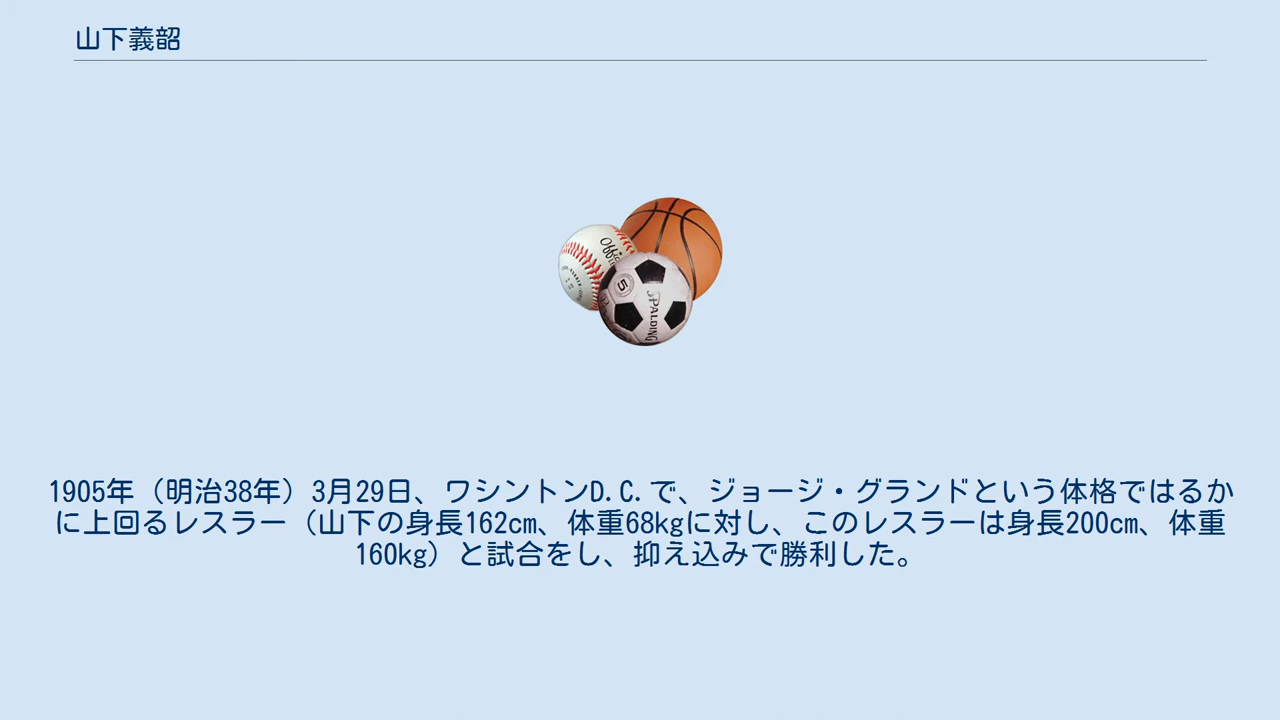 山下義韶
Offici
5
SPALDING
1905年（明治38年）3月29日、ワシントンD.C.で、ジョージ・グランドという体格ではるか
に上回るレスラー（山下の身長162cm、体重68kgに対し、このレスラーは身長200cm、体重
160kg）と試合をし、抑え込みで勝利した。